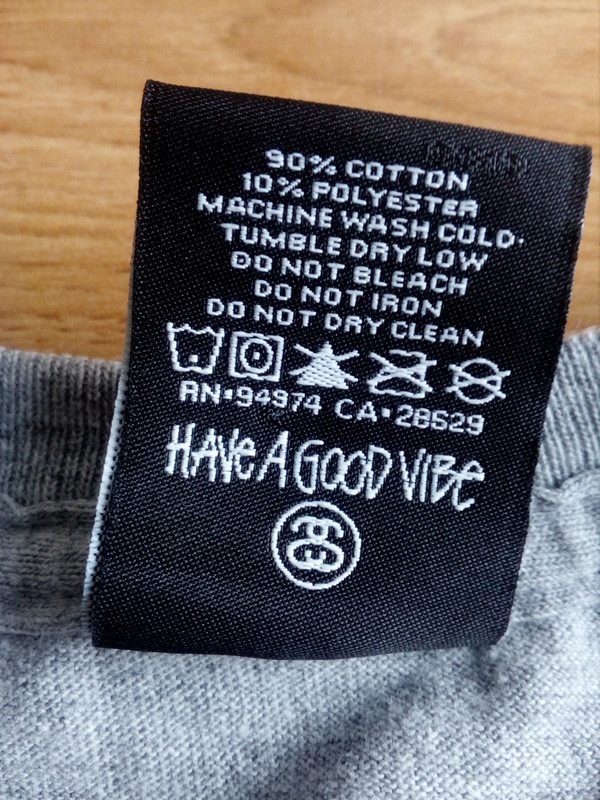 90% COTTON
10% POLYESTER
MACHINE WASH COLD·
TUMBLE DRY LOW
DO NOT BLEACH
DO NOT IRON
DO NOT DRY CLEAN
RN·94974 CA·28629
HAVE A GOOD VIBE